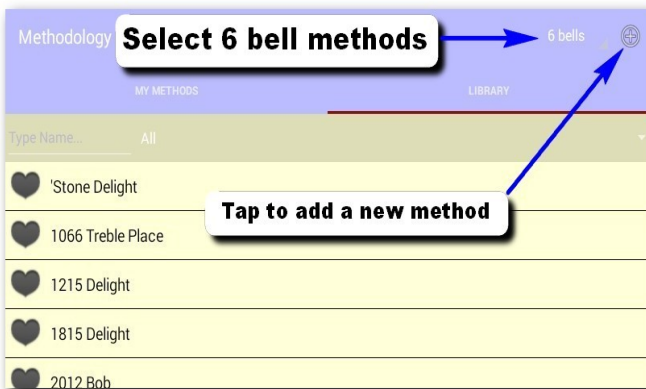 Methodology Select 6 bell methods 6 bells
MY METHODS LIBRARY
Type Name... All
'Stone Delight
Tap to add a new method
1066 Treble Place
1215 Delight
1815 Delight
2012 Bob